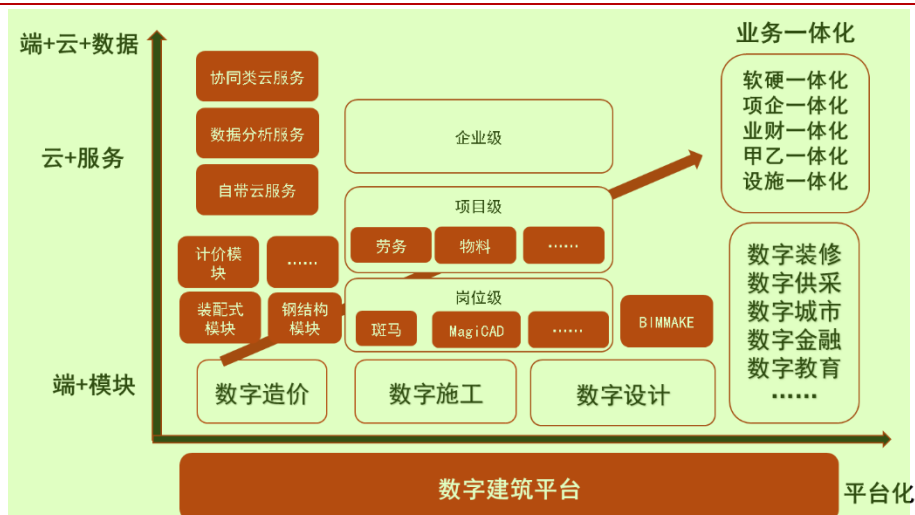 端+云+数据
云+服务
端+模块
协同类云服务
数据分析服务
自带云服务
计价模
块
……
装配式
模块
钢结构
模块
数字造价
企业级
项目级
劳务
物料
……
岗位级
斑马
MagiCAD
……
数字施工
BIMMAKE
数字设计
业务一体化
软硬一体化
项企一体化
业财一体化
甲乙一体化
设施一体化
数字装修
数字供采
数字城市
数字金融
数字教育
……
数字建筑平台
平台化